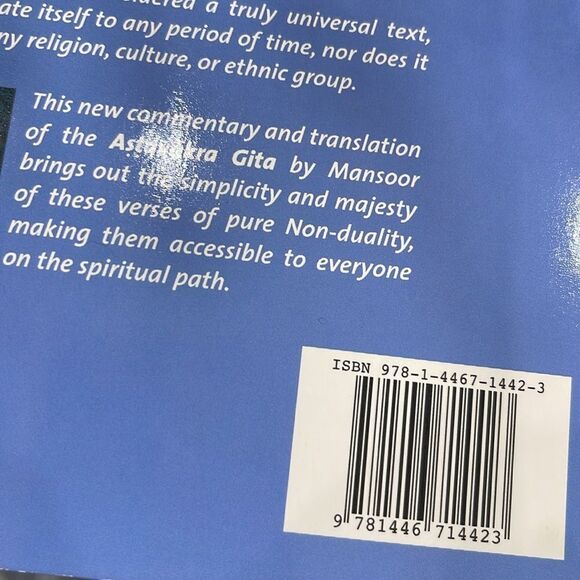 a truly universal text,
ate itself to any period of time, nor does it
ny religion, culture, or ethnic group.
This new commentary and translation
of the Astavakra Gita by Mansoor
brings out the simplicity and majesty
of these verses of pure Non-duality,
making them accessible to everyone
on the spiritual path.
ISBN 978-1-4467-1442-3
9 781446 714423